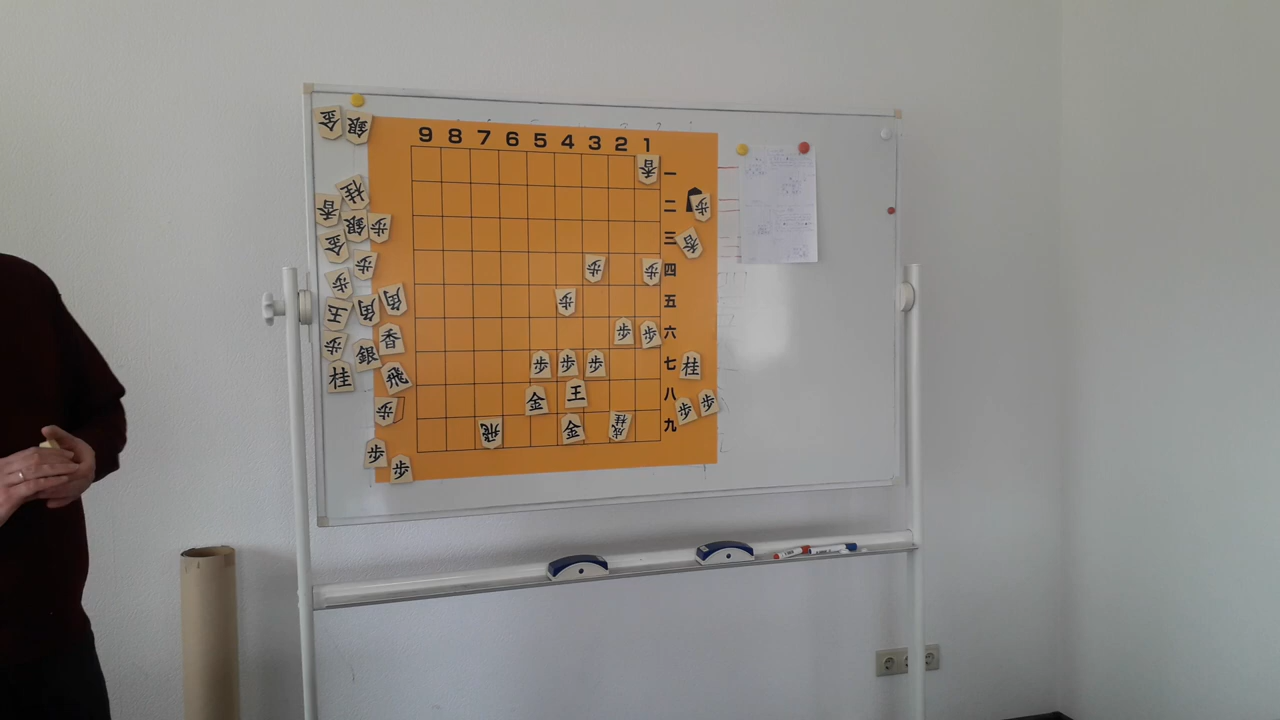 9 8 7 6 5 4 3 2 1
一
二
三
四
五
六
七
八
九
香
歩
歩
歩
歩 歩
歩 歩 歩
金 王
飛 金 成桂
金 銀
桂
香 銀 歩
金
歩
歩
玉 角 角
歩 銀 香
桂 飛
歩
歩
歩
歩
香
桂
歩 歩